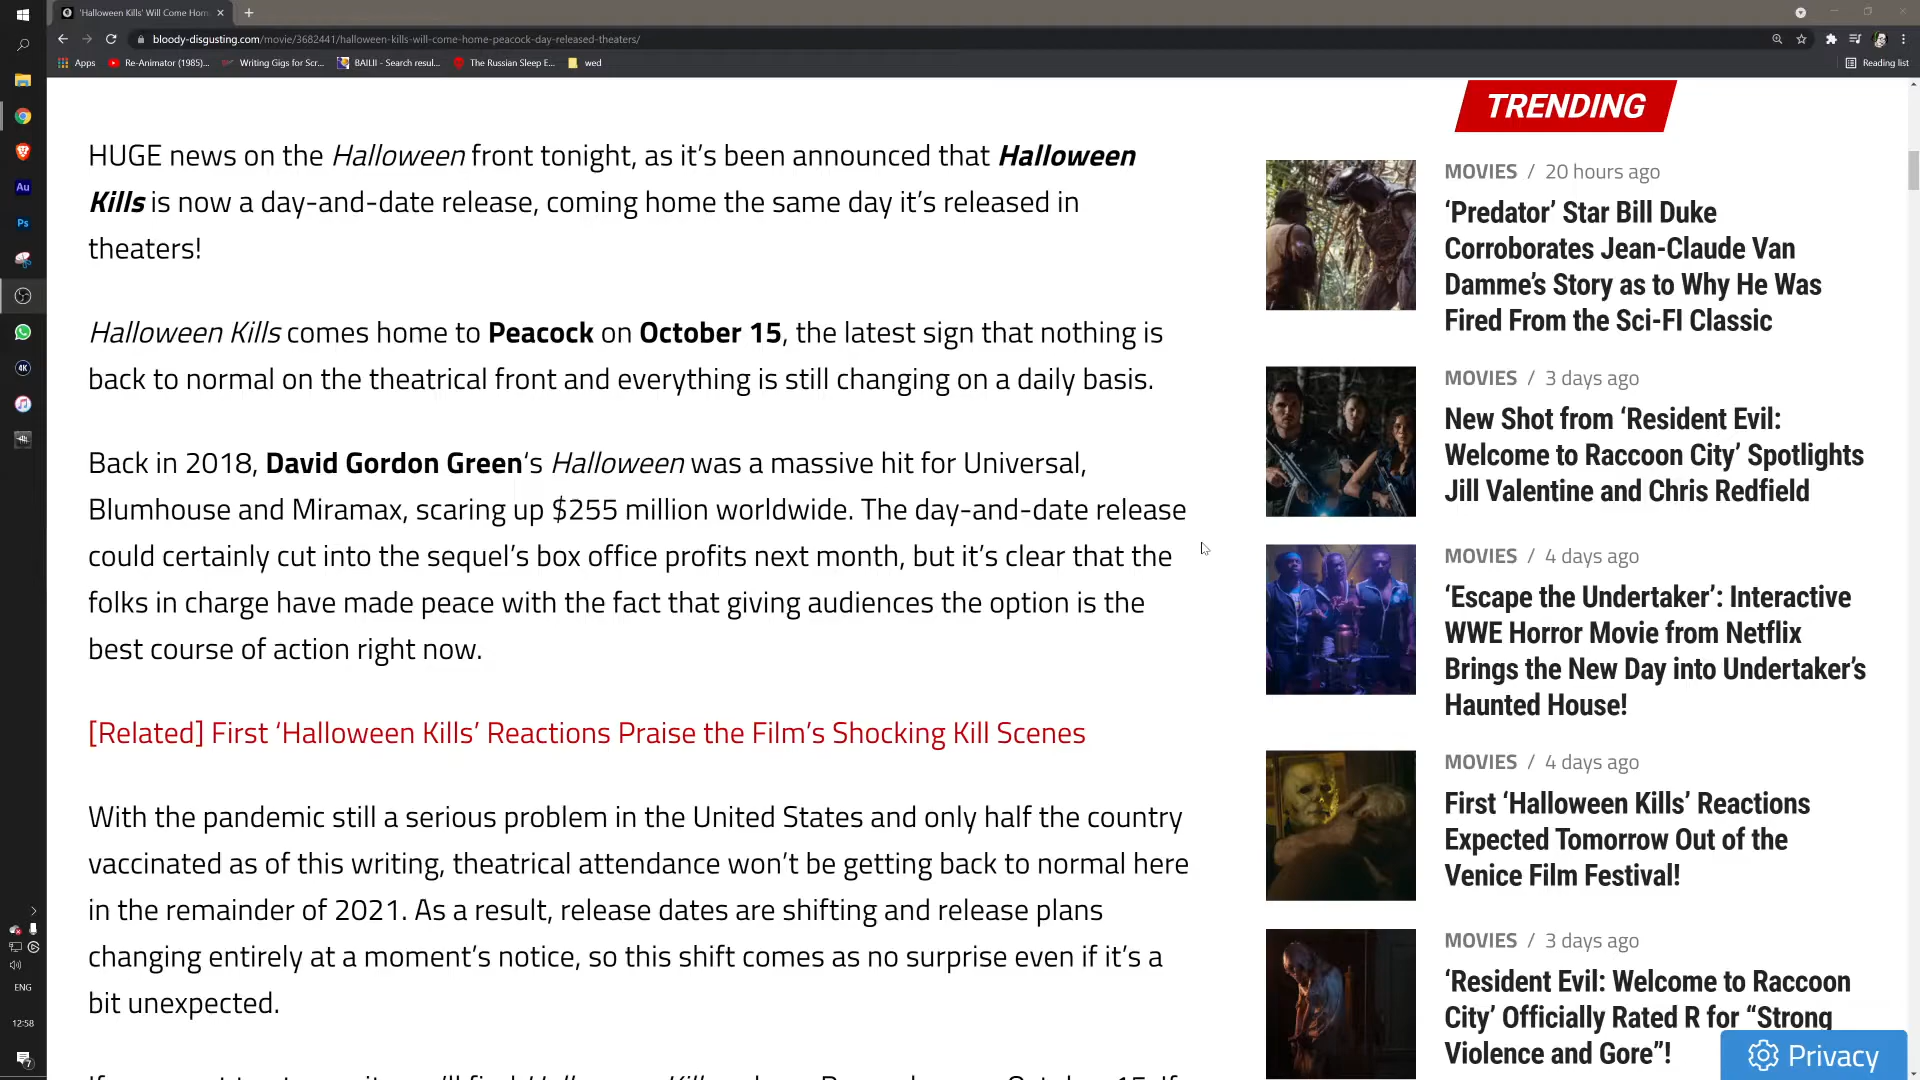 'Halloween Kills' Will Come Hom
bloody-disgusting.com/movie/3682441/halloween-kills-will-come-home-peacock-day-released-theaters/
Apps
Re-Animator (1985)...
Writing Gigs for Scr...
BAILII - Search resul...
The Russian Sleep E...
wed
Reading list
HUGE news on the Halloween front tonight, as it's been announced that Halloween
Kills is now a day-and-date release, coming home the same day it's released in
theaters!
Halloween Kills comes home to Peacock on October 15, the latest sign that nothing is
back to normal on the theatrical front and everything is still changing on a daily basis.
Back in 2018, David Gordon Green‘s Halloween was a massive hit for Universal,
Blumhouse and Miramax, scaring up $255 million worldwide. The day-and-date release
could certainly cut into the sequel's box office profits next month, but it's clear that the
folks in charge have made peace with the fact that giving audiences the option is the
best course of action right now.
[Related] First ‘Halloween Kills’ Reactions Praise the Film’s Shocking Kill Scenes
With the pandemic still a serious problem in the United States and only half the country
vaccinated as of this writing, theatrical attendance won't be getting back to normal here
in the remainder of 2021. As a result, release dates are shifting and release plans
changing entirely at a moment's notice, so this shift comes as no surprise even if it's a
bit unexpected.
TRENDING
MOVIES / 20 hours ago
‘Predator’ Star Bill Duke
Corroborates Jean-Claude Van
Damme’s Story as to Why He Was
Fired From the Sci-FI Classic
MOVIES / 3 days ago
New Shot from ‘Resident Evil:
Welcome to Raccoon City’ Spotlights
Jill Valentine and Chris Redfield
MOVIES / 4 days ago
‘Escape the Undertaker’: Interactive
WWE Horror Movie from Netflix
Brings the New Day into Undertaker’s
Haunted House!
MOVIES / 4 days ago
First ‘Halloween Kills’ Reactions
Expected Tomorrow Out of the
Venice Film Festival!
MOVIES / 3 days ago
‘Resident Evil: Welcome to Raccoon
City’ Officially Rated R for “Strong
Violence and Gore”!
Privacy
Au
Ps
4K
ENG
12:58
7